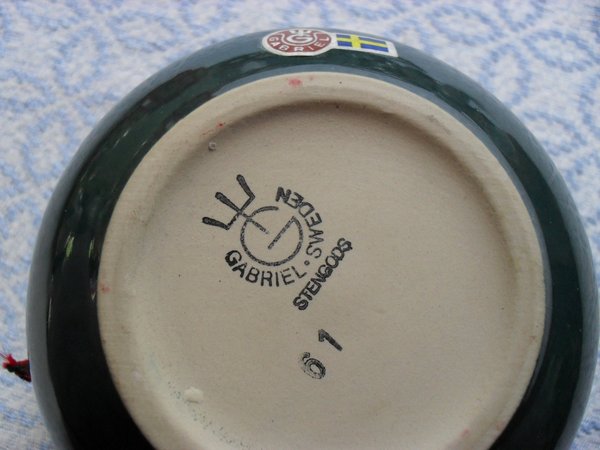 GABRIEL
GABRIEL · SWEDEN
STENGODS
61